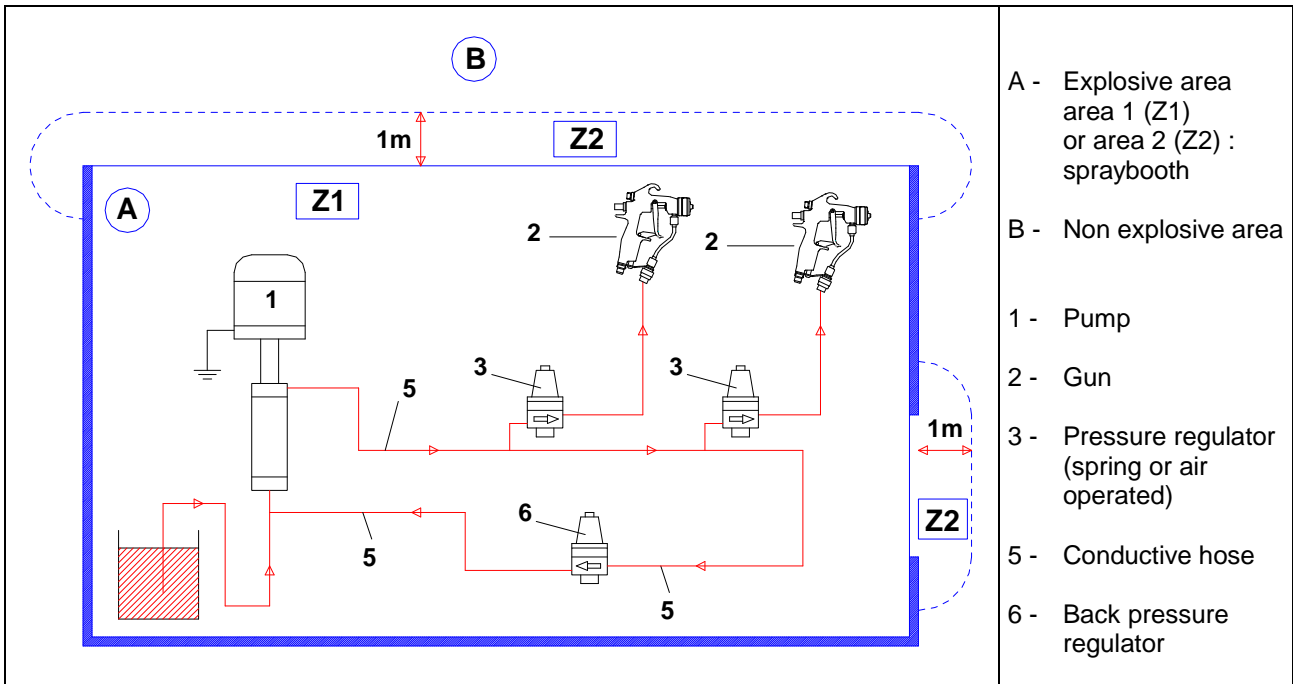 B
1m
Z2
A
Z1
2
2
1
3
3
5
1m
6
Z2
5
5
A - Explosive area
area 1 (Z1)
or area 2 (Z2) :
spraybooth
B - Non explosive area
1 - Pump
2 - Gun
3 - Pressure regulator
(spring or air
operated)
5 - Conductive hose
6 - Back pressure
regulator